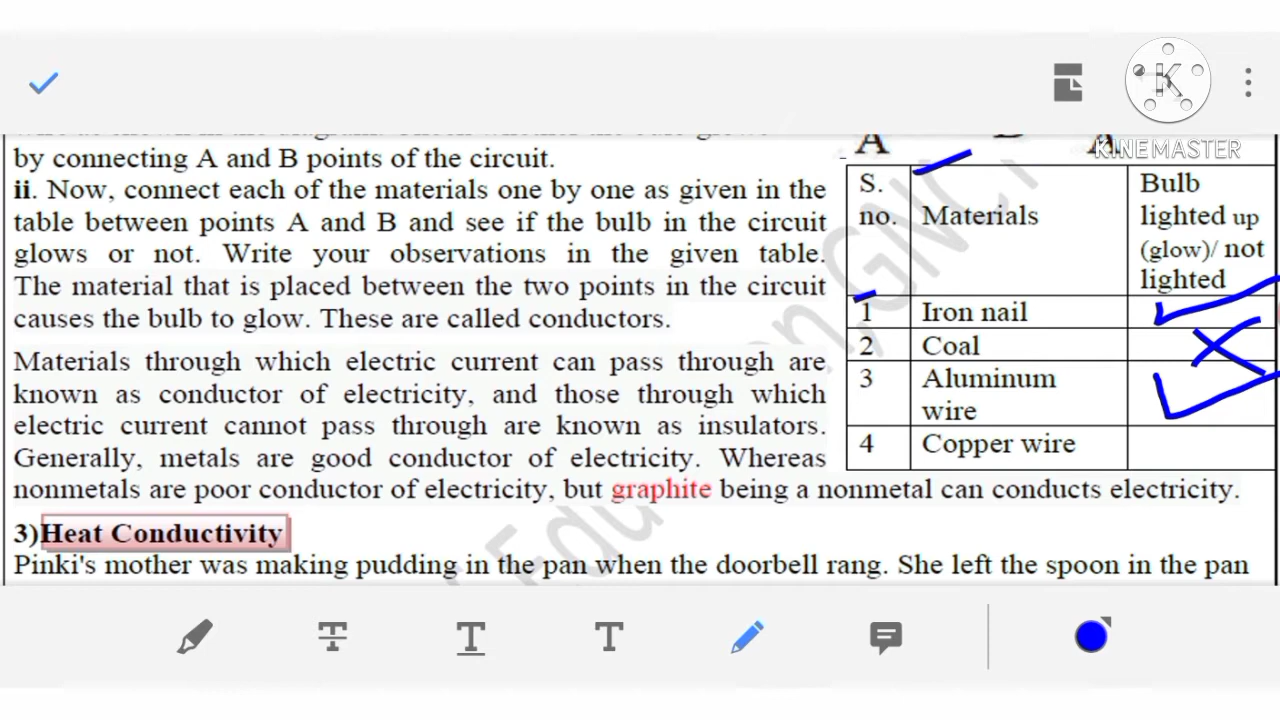 K
KINEMASTER
by connecting A and B points of the circuit.
ii. Now, connect each of the materials one by one as given in the
table between points A and B and see if the bulb in the circuit
glows or not. Write your observations in the given table.
The material that is placed between the two points in the circuit
causes the bulb to glow. These are called conductors.
Materials through which electric current can pass through are
known as conductor of electricity, and those through which
electric current cannot pass through are known as insulators.
Generally, metals are good conductor of electricity. Whereas
nonmetals are poor conductor of electricity, but graphite being a nonmetal can conducts electricity.
A
A
S. no. Materials Bulb lighted up (glow)/ not lighted
1 Iron nail
2 Coal
3 Aluminum wire
4 Copper wire
3)Heat Conductivity
Pinki's mother was making pudding in the pan when the doorbell rang. She left the spoon in the pan
T
T
T